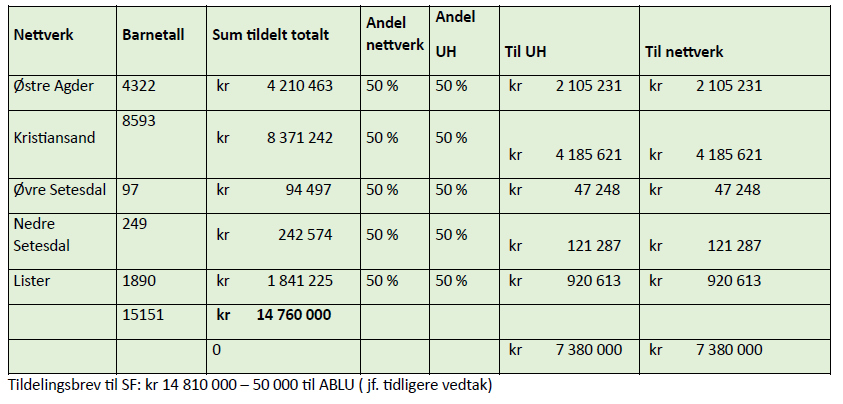 Nettverk Barnetall Sum tildelt totalt Andel nettverk Andel UH Til UH Til nettverk
Østre Agder 4322 kr 4 210 463 50 % 50 % kr 2 105 231 kr 2 105 231
Kristiansand 8593 kr 8 371 242 50 % 50 % kr 4 185 621 kr 4 185 621
Øvre Setesdal 97 kr 94 497 50 % 50 % kr 47 248 kr 47 248
Nedre Setesdal 249 kr 242 574 50 % 50 % kr 121 287 kr 121 287
Lister 1890 kr 1 841 225 50 % 50 % kr 920 613 kr 920 613
15151 kr 14 760 000
0 kr 7 380 000 kr 7 380 000
Tildelingsbrev til SF: kr 14 810 000 – 50 000 til ABLU ( jf. tidligere vedtak)